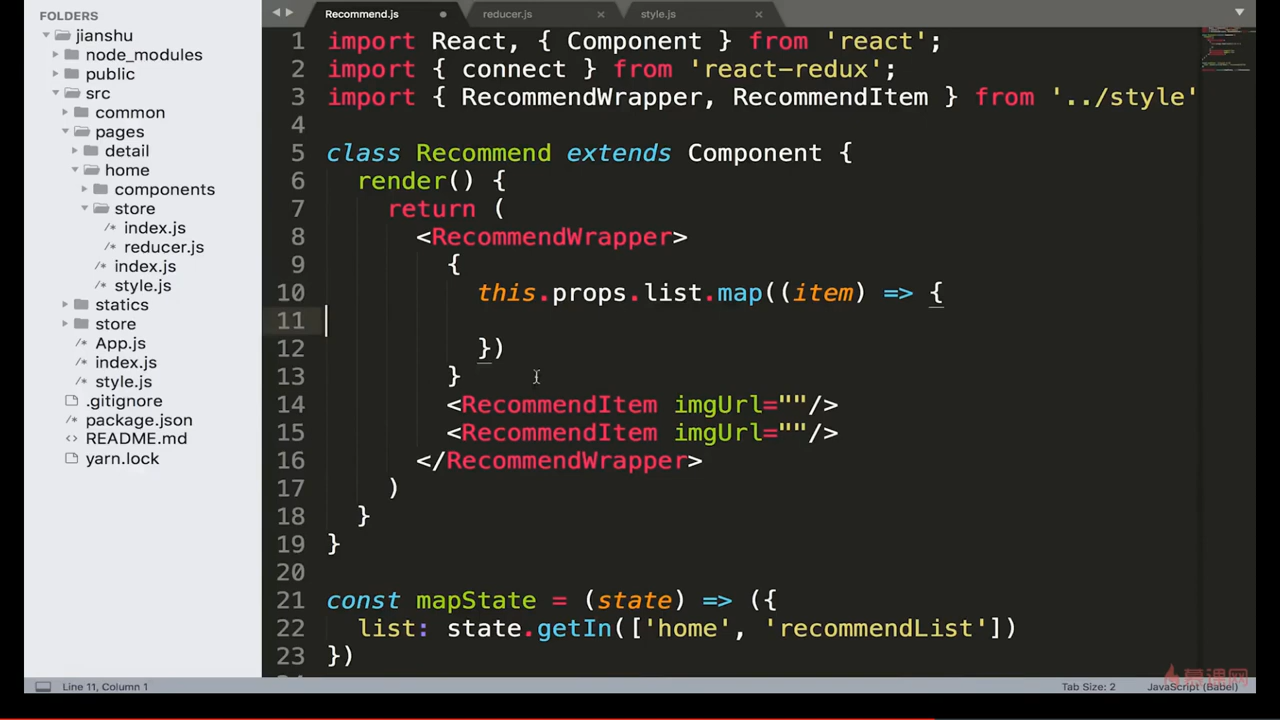 FOLDERS
jianshu
node_modules
public
src
common
pages
detail
home
components
store
index.js
reducer.js
index.js
style.js
statics
store
App.js
index.js
style.js
.gitignore
package.json
README.md
yarn.lock
Recommend.js
reducer.js
style.js
1 import React, { Component } from 'react';
2 import { connect } from 'react-redux';
3 import { RecommendWrapper, RecommendItem } from '../style'
4
5 class Recommend extends Component {
6 render() {
7 return (
8 <RecommendWrapper>
9 {
10 this.props.list.map((item) => {
11
12 })
13 }
14 <RecommendItem imgUrl=""/>
15 <RecommendItem imgUrl=""/>
16 </RecommendWrapper>
17 )
18 }
19 }
20
21 const mapState = (state) => ({
22 list: state.getIn(['home', 'recommendList'])
23 })
Line 11, Column 1
Tab Size: 2
JavaScript (Babel)
慕课网